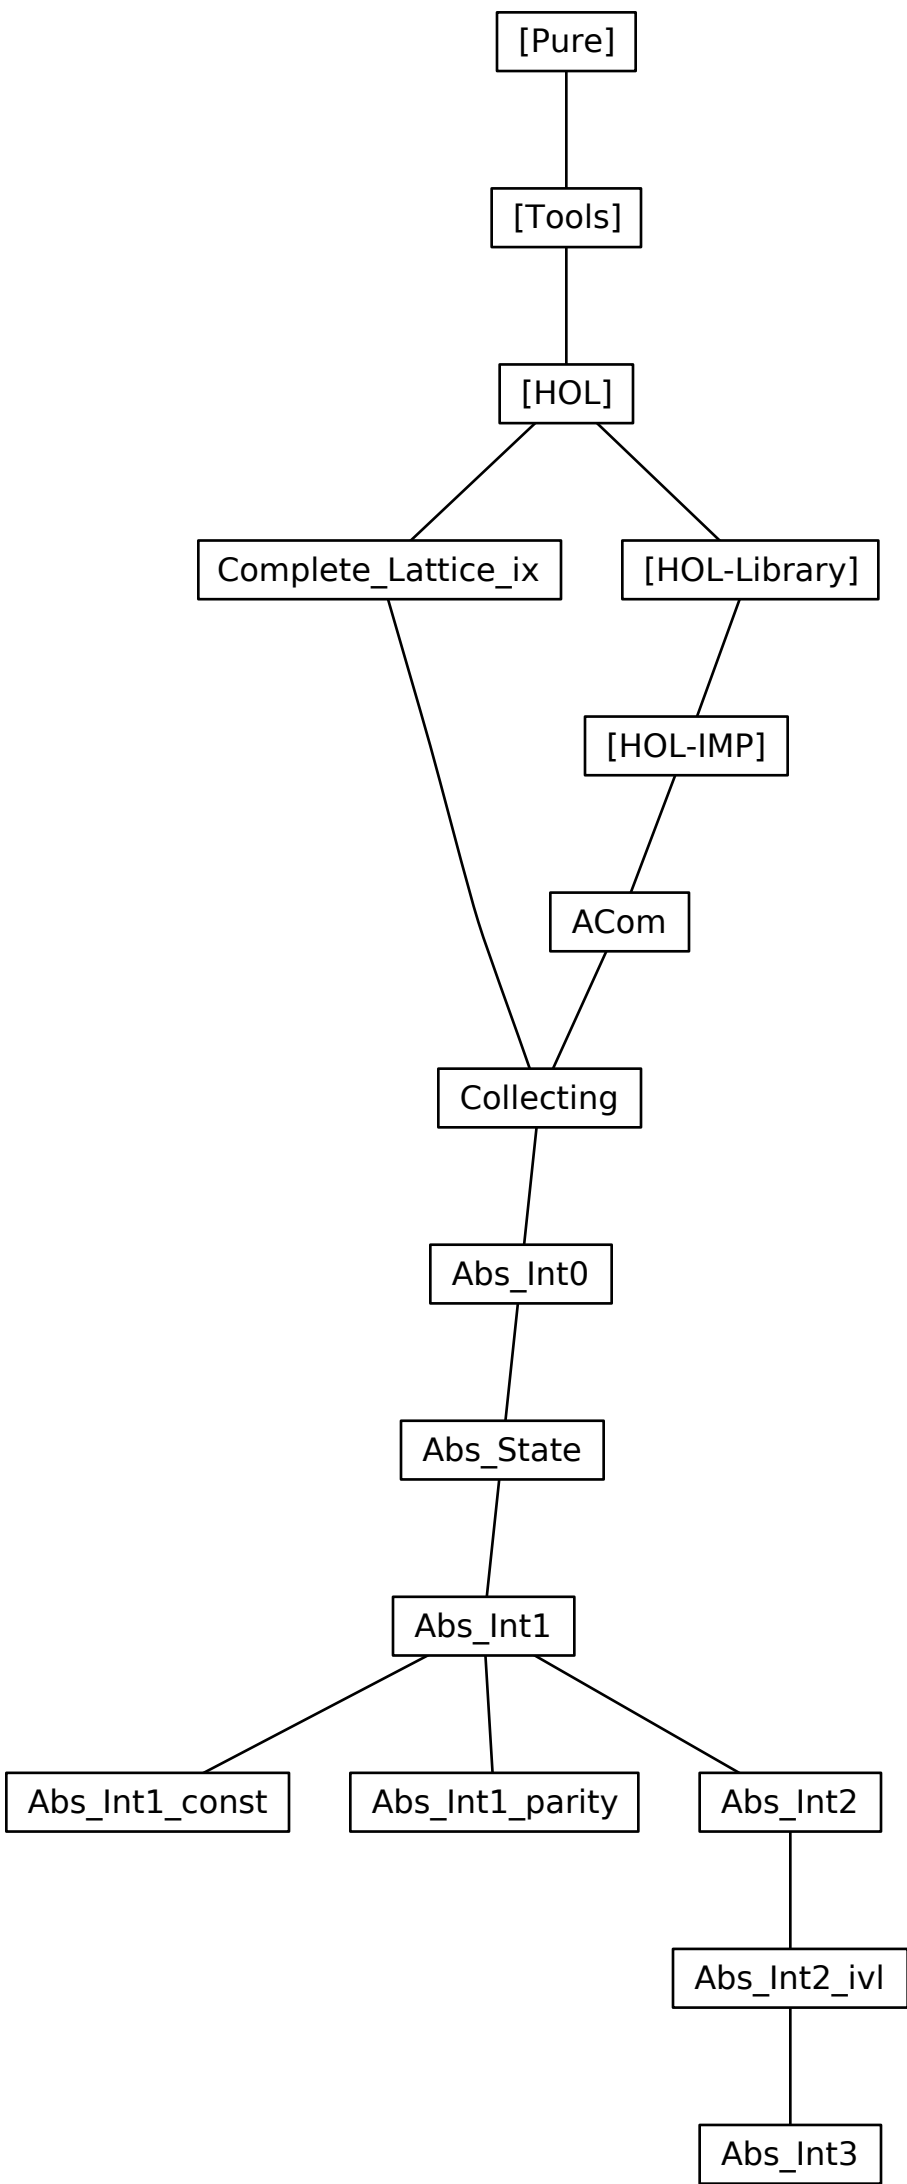 [Pure]
[Tools]
[HOL]
Complete_Lattice_ix
[HOL-Library]
[HOL-IMP]
ACom
Collecting
Abs_Int0
Abs_State
Abs_Int1
Abs_Int1_const
Abs_Int1_parity
Abs_Int2
Abs_Int2_ivl
Abs_Int3